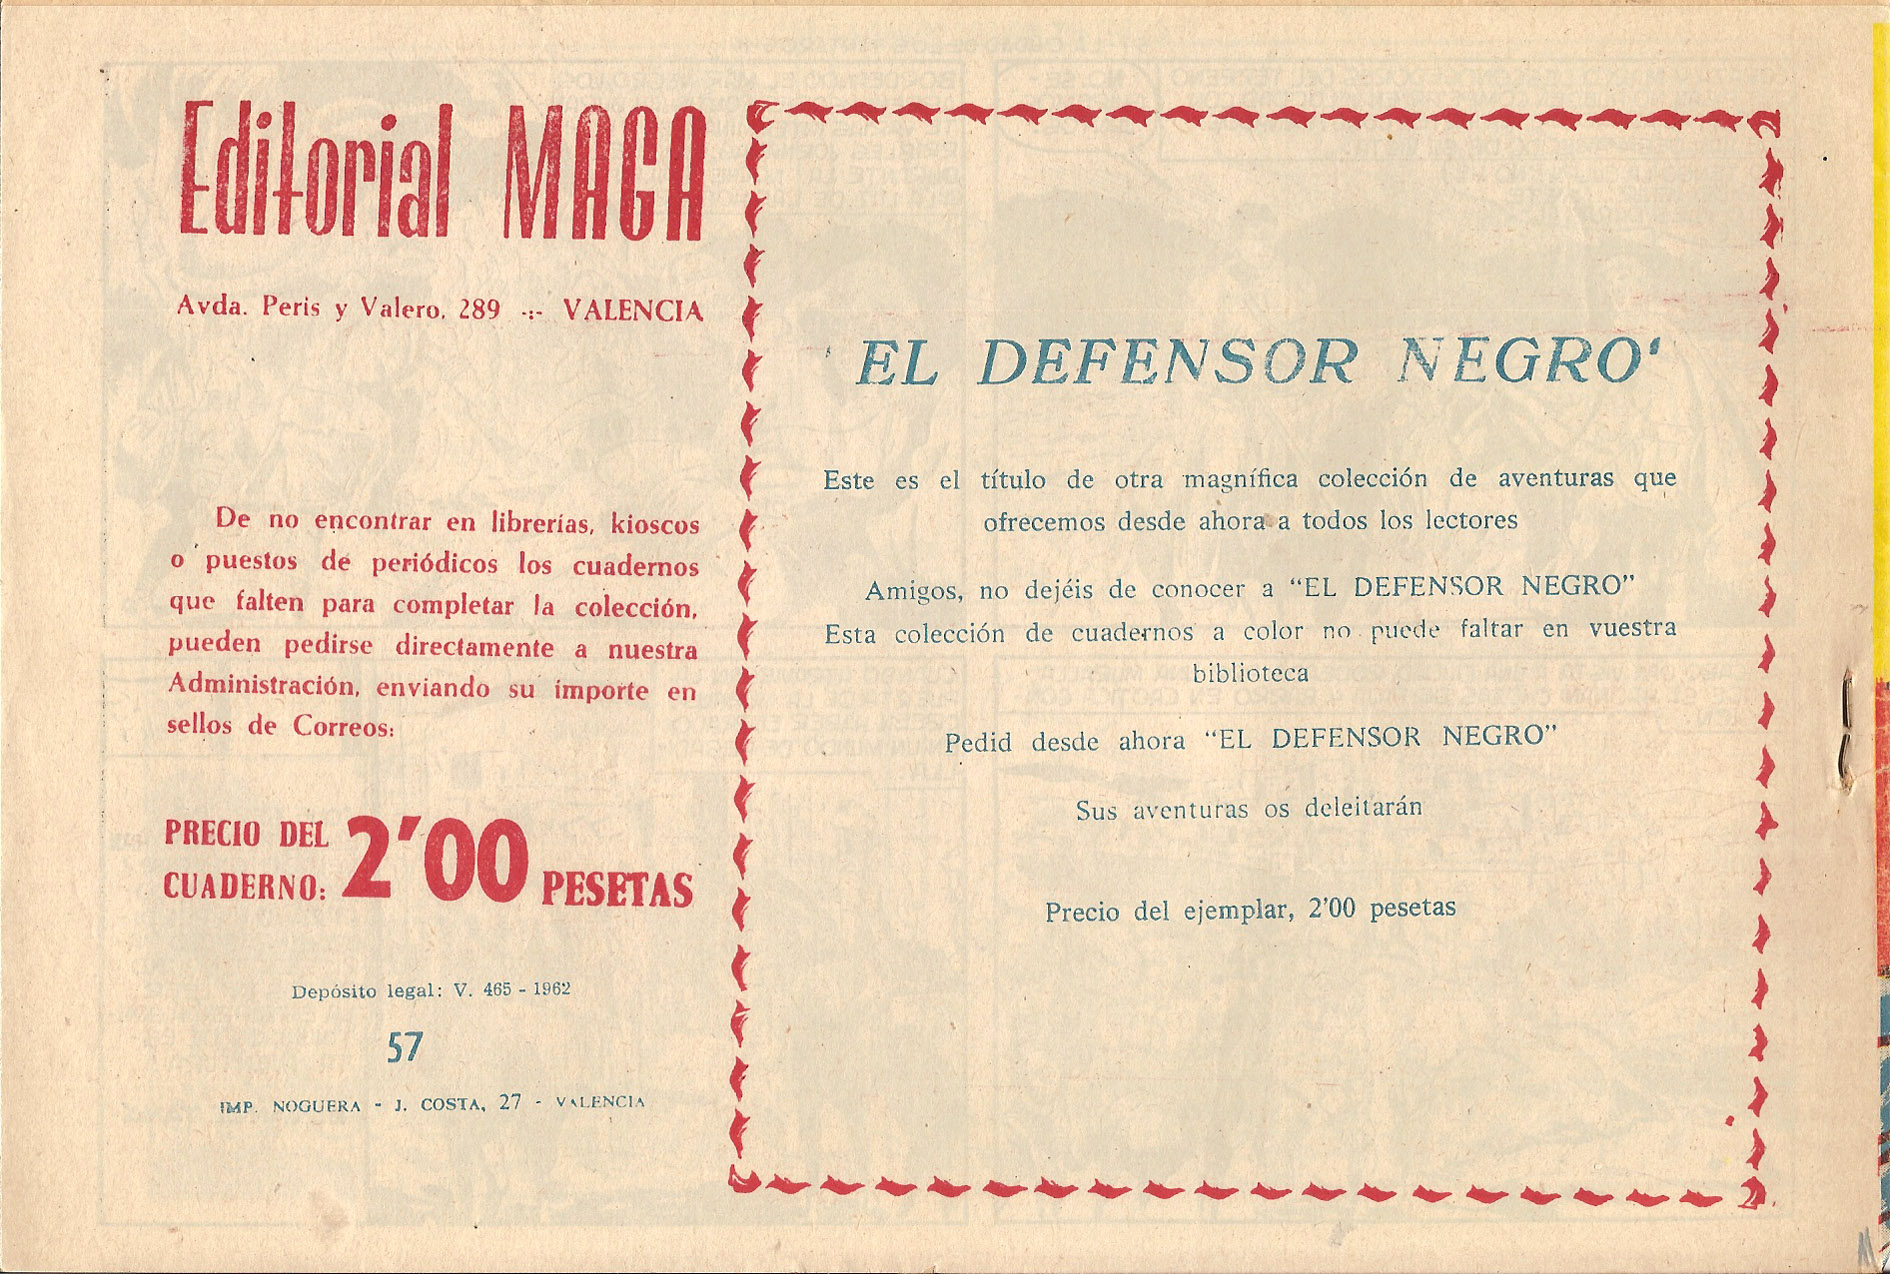 Editorial MAGA
Avda. Peris y Valero, 289 -:- VALENCIA
De no encontrar en librerías, kioscos
o puestos de periódicos los cuadernos
que falten para completar la colección,
pueden pedirse directamente a nuestra
Administración, enviando su importe en
sellos de Correos:
PRECIO DEL
CUADERNO: 2'00 PESETAS
Depósito legal: V. 465 - 1962
57
IMP. NOGUERA - J. COSTA, 27 - VALENCIA
'EL DEFENSOR NEGRO'
Este es el título de otra magnífica colección de aventuras que
ofrecemos desde ahora a todos los lectores
Amigos, no dejéis de conocer a “EL DEFENSOR NEGRO”
Esta colección de cuadernos a color no puede faltar en vuestra
biblioteca
Pedid desde ahora “EL DEFENSOR NEGRO”
Sus aventuras os deleitarán
Precio del ejemplar, 2'00 pesetas